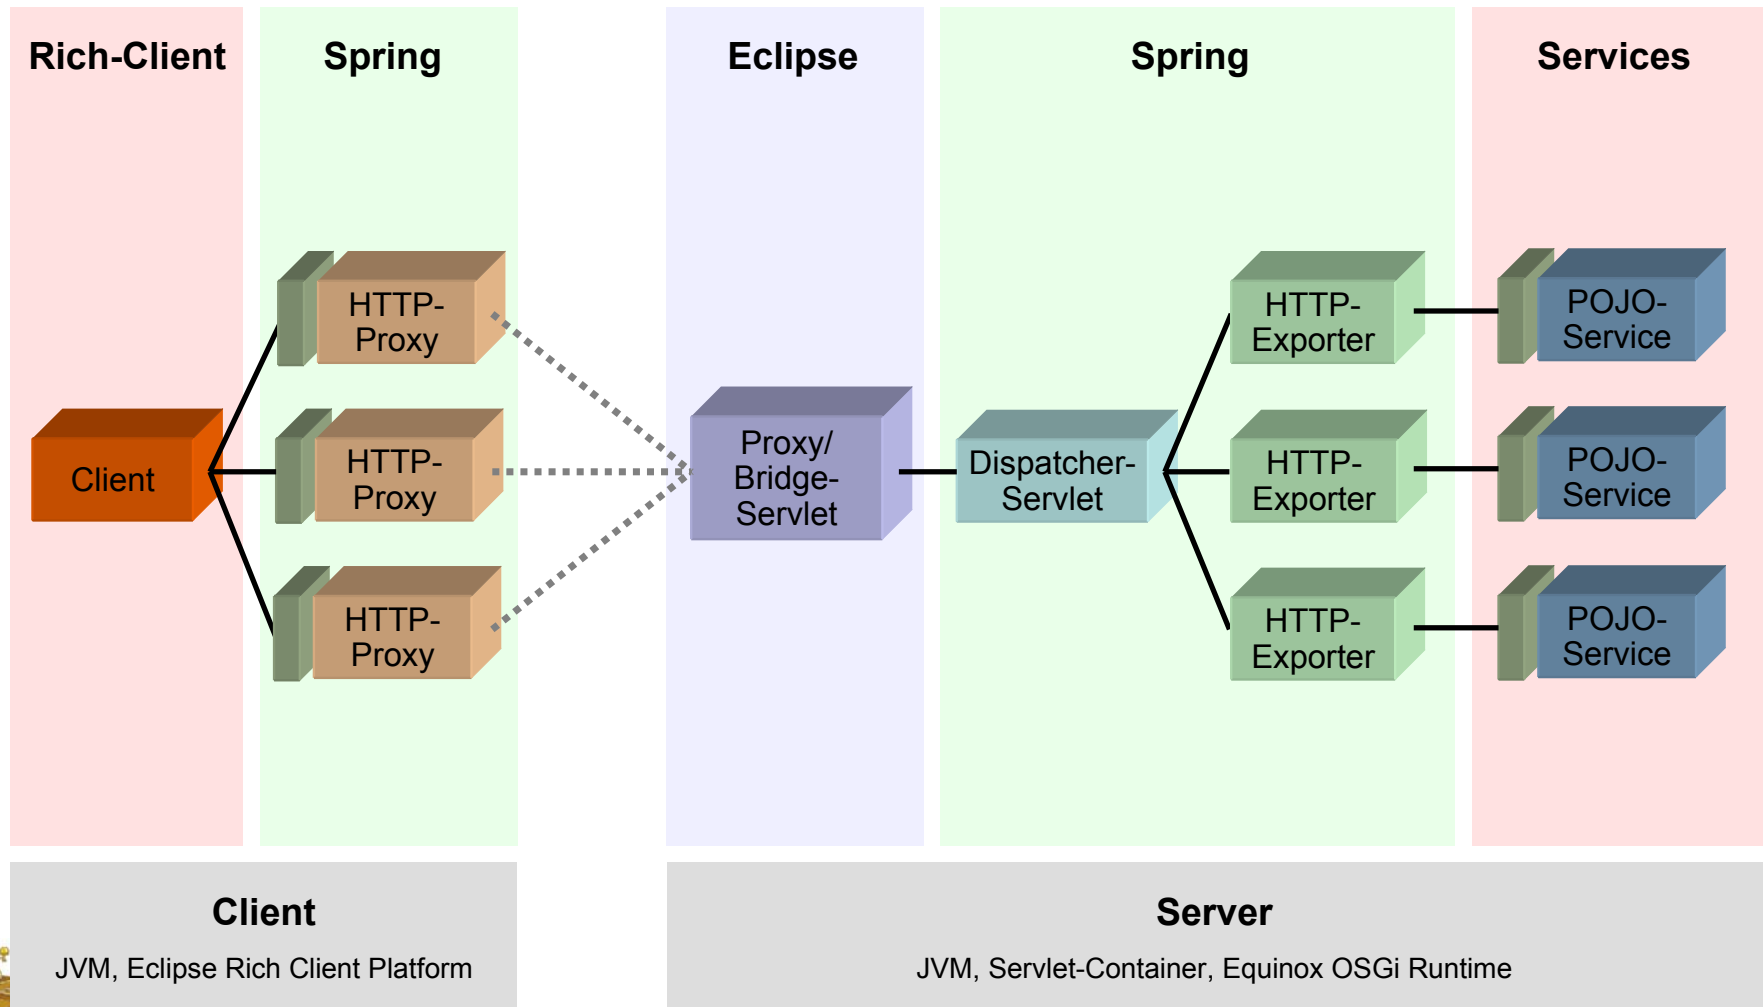 Rich-Client
Spring
Eclipse
Spring
Services
Client
HTTP-
Proxy
HTTP-
Proxy
HTTP-
Proxy
Proxy/
Bridge-
Servlet
Dispatcher-
Servlet
HTTP-
Exporter
HTTP-
Exporter
HTTP-
Exporter
POJO-
Service
POJO-
Service
POJO-
Service
Client
JVM, Eclipse Rich Client Platform
Server
JVM, Servlet-Container, Equinox OSGi Runtime